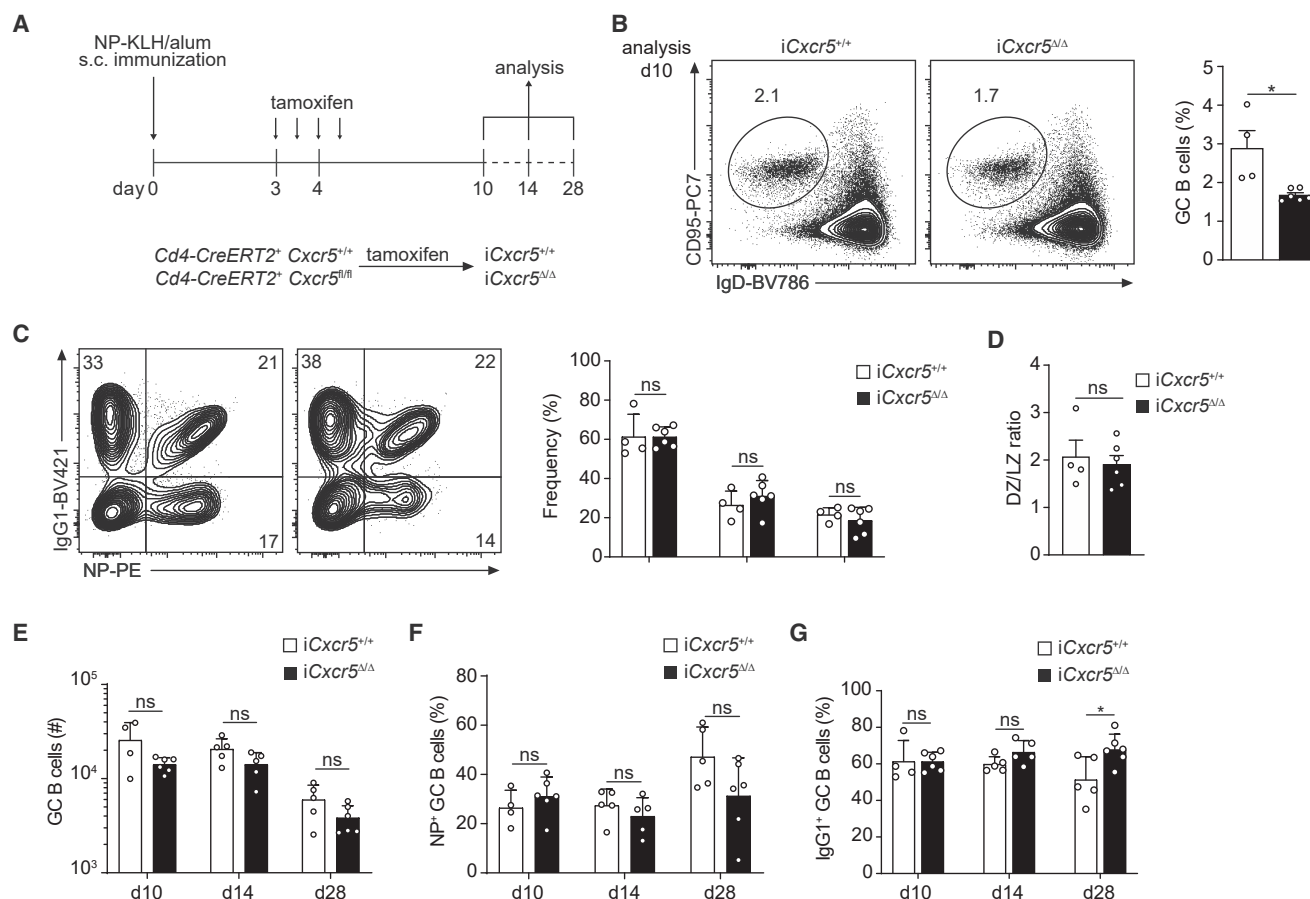 A
NP-KLH/alum
s.c. immunization
tamoxifen
analysis
day 0 3 4 10 14 28
Cd4-CreERT2⁺ Cxcr5⁺/⁺ tamoxifen iCxcr5⁺/⁺
Cd4-CreERT2⁺ Cxcr5ᶠˡ/ᶠˡ iCxcr5Δ/Δ
B
analysis
d10
iCxcr5⁺/⁺ iCxcr5Δ/Δ
2.1 1.7
CD95-PC7
IgD-BV786
GC B cells (%)
5
4
3
2
1
0
*
C
33 21
17
38 22
14
IgG1-BV421
NP-PE
Frequency (%)
100
80
60
40
20
0
ns ns ns
iCxcr5⁺/⁺
iCxcr5Δ/Δ
D
DZ/LZ ratio
4
3
2
1
0
ns
iCxcr5⁺/⁺
iCxcr5Δ/Δ
E
iCxcr5⁺/⁺
iCxcr5Δ/Δ
GC B cells (#)
10⁵
10⁴
10³
ns ns ns
d10 d14 d28
F
iCxcr5⁺/⁺
iCxcr5Δ/Δ
NP⁺ GC B cells (%)
80
60
40
20
0
ns ns ns
d10 d14 d28
G
iCxcr5⁺/⁺
iCxcr5Δ/Δ
IgG1⁺ GC B cells (%)
100
80
60
40
20
0
ns ns *
d10 d14 d28